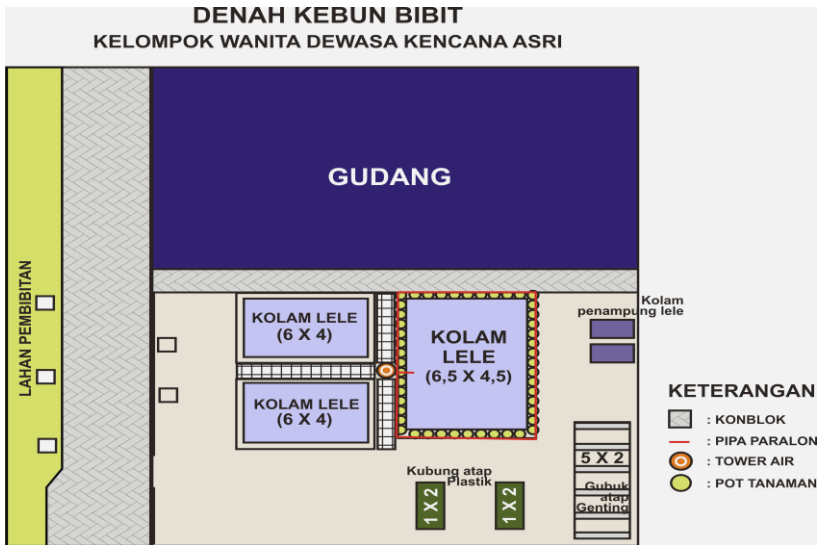 DENAH KEBUN BIBIT
KELOMPOK WANITA DEWASA KENCANA ASRI
GUDANG
LAHAN PEMBIBITAN
KOLAM LELE
(6 X 4)
KOLAM LELE
(6,5 X 4,5)
KOLAM LELE
(6 X 4)
Kolam
penampung lele
Kubung atap
Plastik
1 X 2
1 X 2
5 X 2
Gubuk
atap
Genting
KETERANGAN
: KONBLOK
: PIPA PARALON
: TOWER AIR
: POT TANAMAN